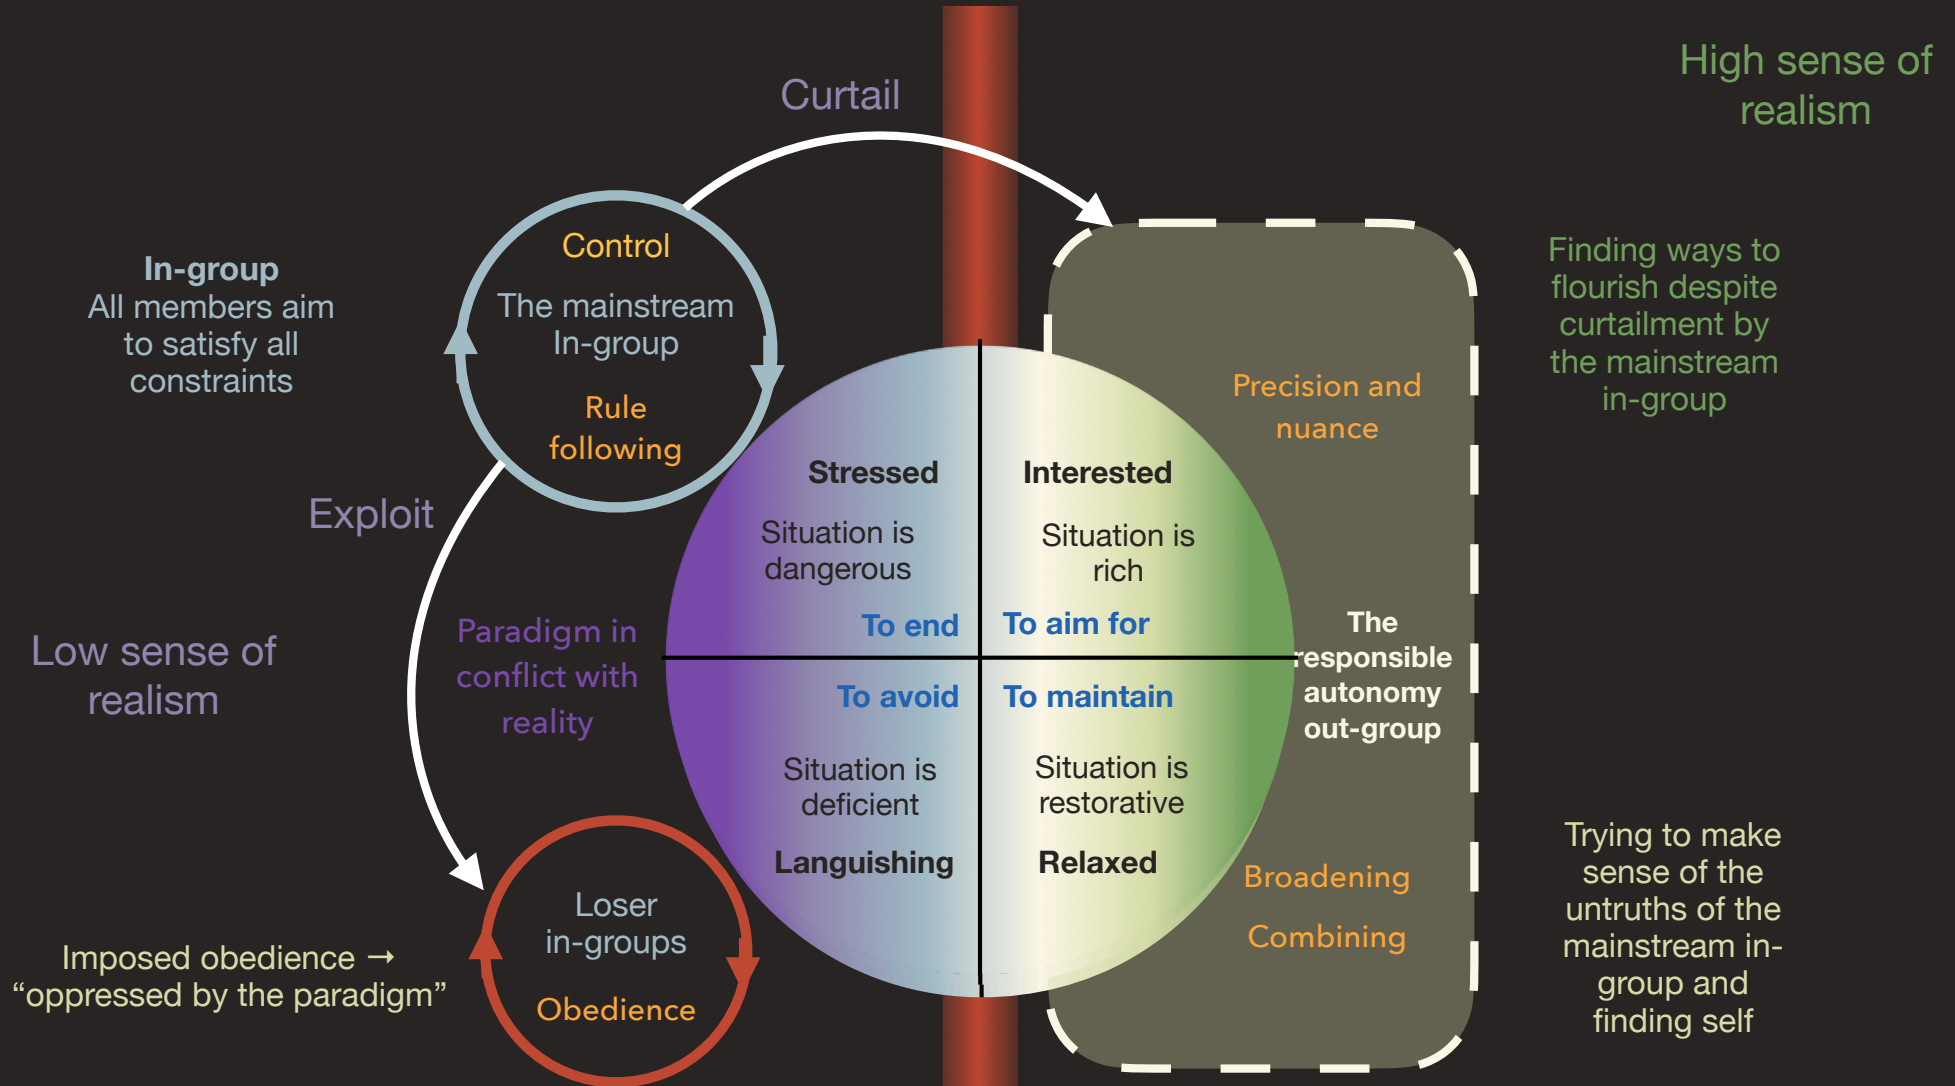 High sense of
realism
Curtail
In-group
All members aim
to satisfy all
constraints
Control
The mainstream
In-group
Rule
following
Finding ways to
flourish despite
curtailment by
the mainstream
in-group
Precision and
nuance
Exploit
Stressed
Situation is
dangerous
To end
Interested
Situation is
rich
To aim for
Low sense of
realism
Paradigm in
conflict with
reality
The
responsible
autonomy
out-group
To avoid
Situation is
deficient
Languishing
To maintain
Situation is
restorative
Relaxed
Broadening
Combining
Trying to make
sense of the
untruths of the
mainstream in-
group and
finding self
Loser
in-groups
Obedience
Imposed obedience →
“oppressed by the paradigm”